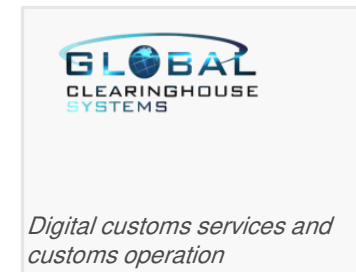 GLOBAL
CLEARINGHOUSE
SYSTEMS
Digital customs services and
customs operation